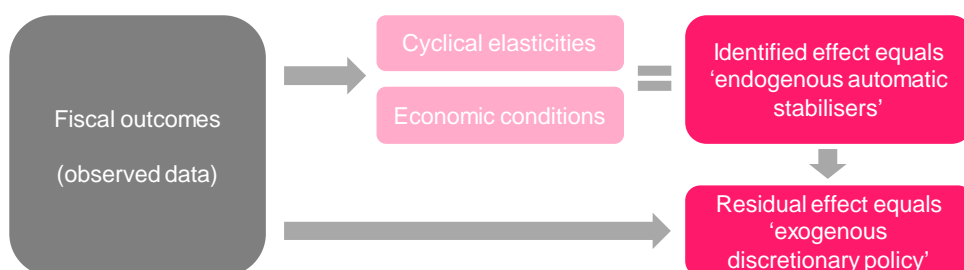 Fiscal outcomes
(observed data)
Cyclical elasticities
Economic conditions
Identified effect equals
‘endogenous automatic
stabilisers’
Residual effect equals
‘exogenous
discretionary policy’